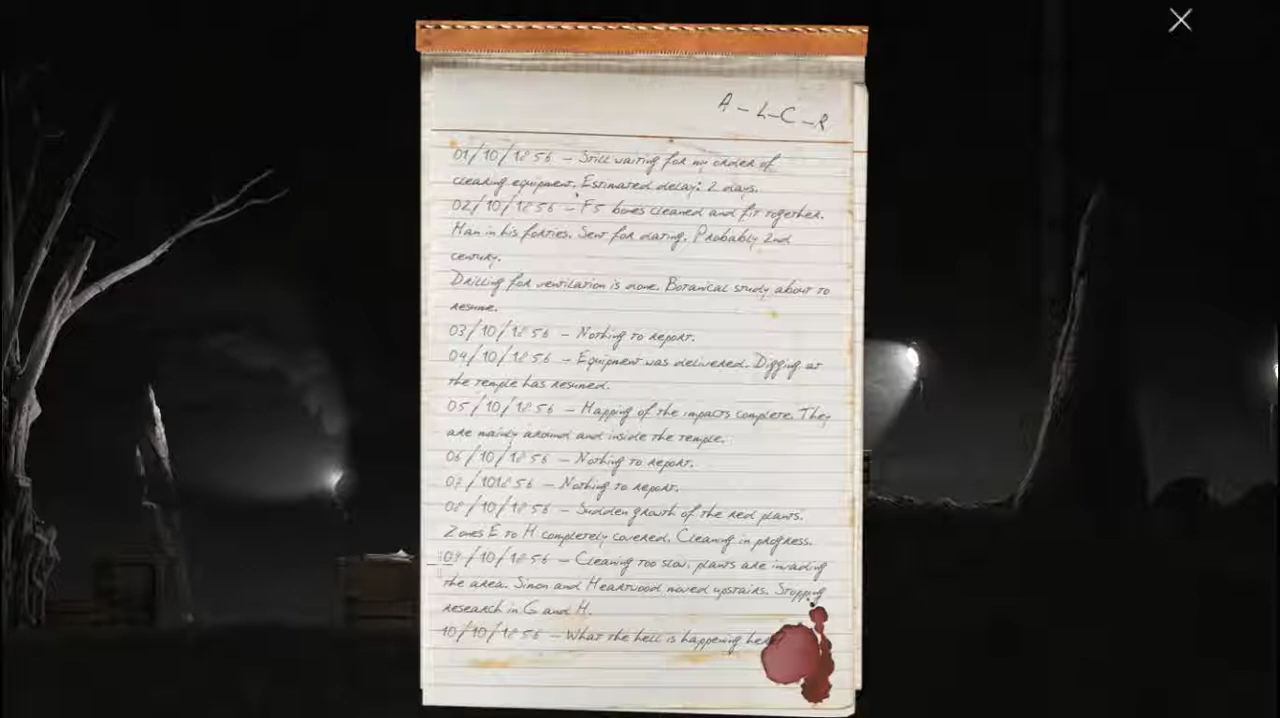 A-L-C-R
01/10/1856 - Still waiting for my order of
cleaning equipment. Estimated delay: 2 days.
02/10/1856 - F5 bones cleaned and fit together.
Man in his forties. Sent for dating. Probably 2nd
century.
Drilling for ventilation is done. Botanical study about to
resume.
03/10/1856 - Nothing to report.
04/10/1856 - Equipment was delivered. Digging at
the temple has resumed.
05/10/1856 - Mapping of the impacts complete. They
are mainly around and inside the temple.
06/10/1856 - Nothing to report.
07/101856 - Nothing to report.
08/10/1856 - Sudden growth of the red plants.
Zones E to H completely covered. Cleaning in progress.
09/10/1856 - Cleaning too slow, plants are invading
the area. Simon and Heartwood moved upstairs. Stopping
research in G and H.
10/10/1856 - What the hell is happening here?